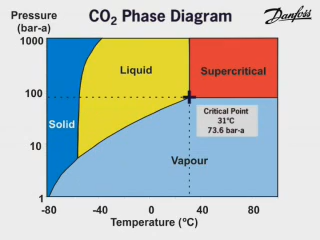 Pressure
(bar-a)
CO2 Phase Diagram
Danfoss
1000
100
10
1
Liquid
Supercritical
Solid
Critical Point
31°C
73.6 bar-a
Vapour
-80
-40
0
40
80
Temperature (°C)